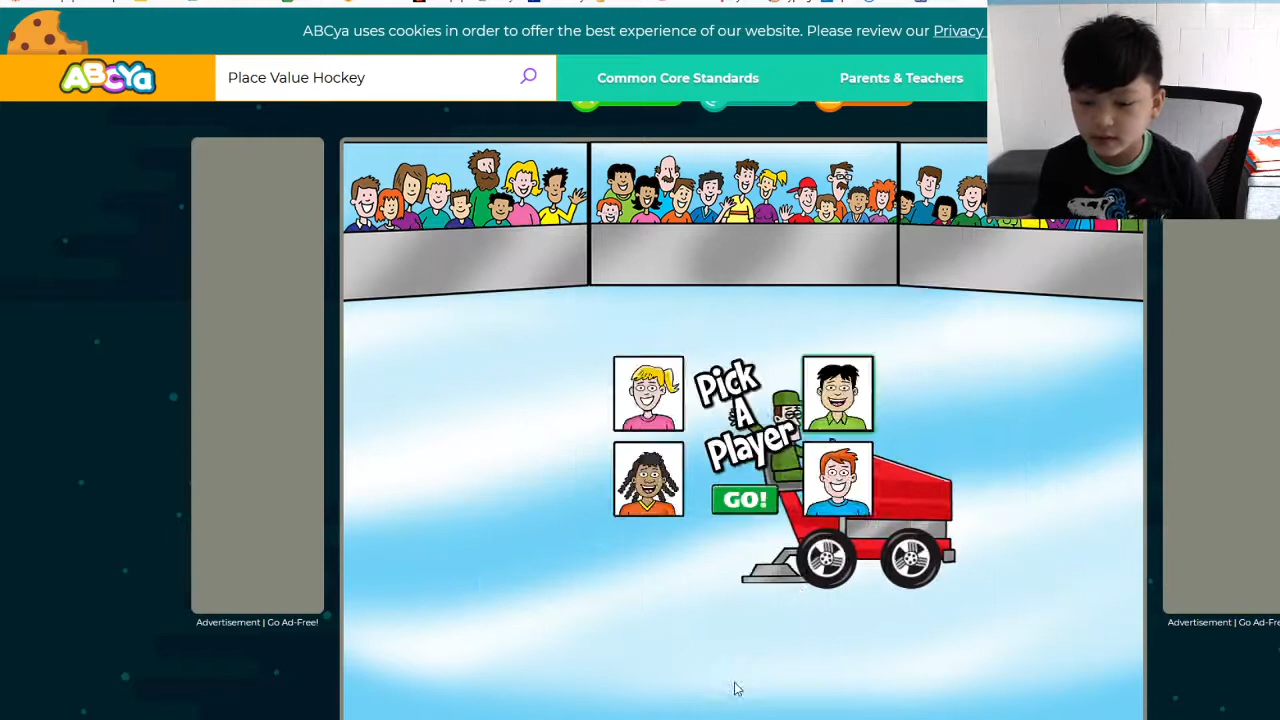 ABCya uses cookies in order to offer the best experience of our website. Please review our Privacy
ABCYa
Place Value Hockey
Common Core Standards
Parents & Teachers
Pick
A
Player
GO!
Advertisement | Go Ad-Free!
Advertisement | Go Ad-Fre